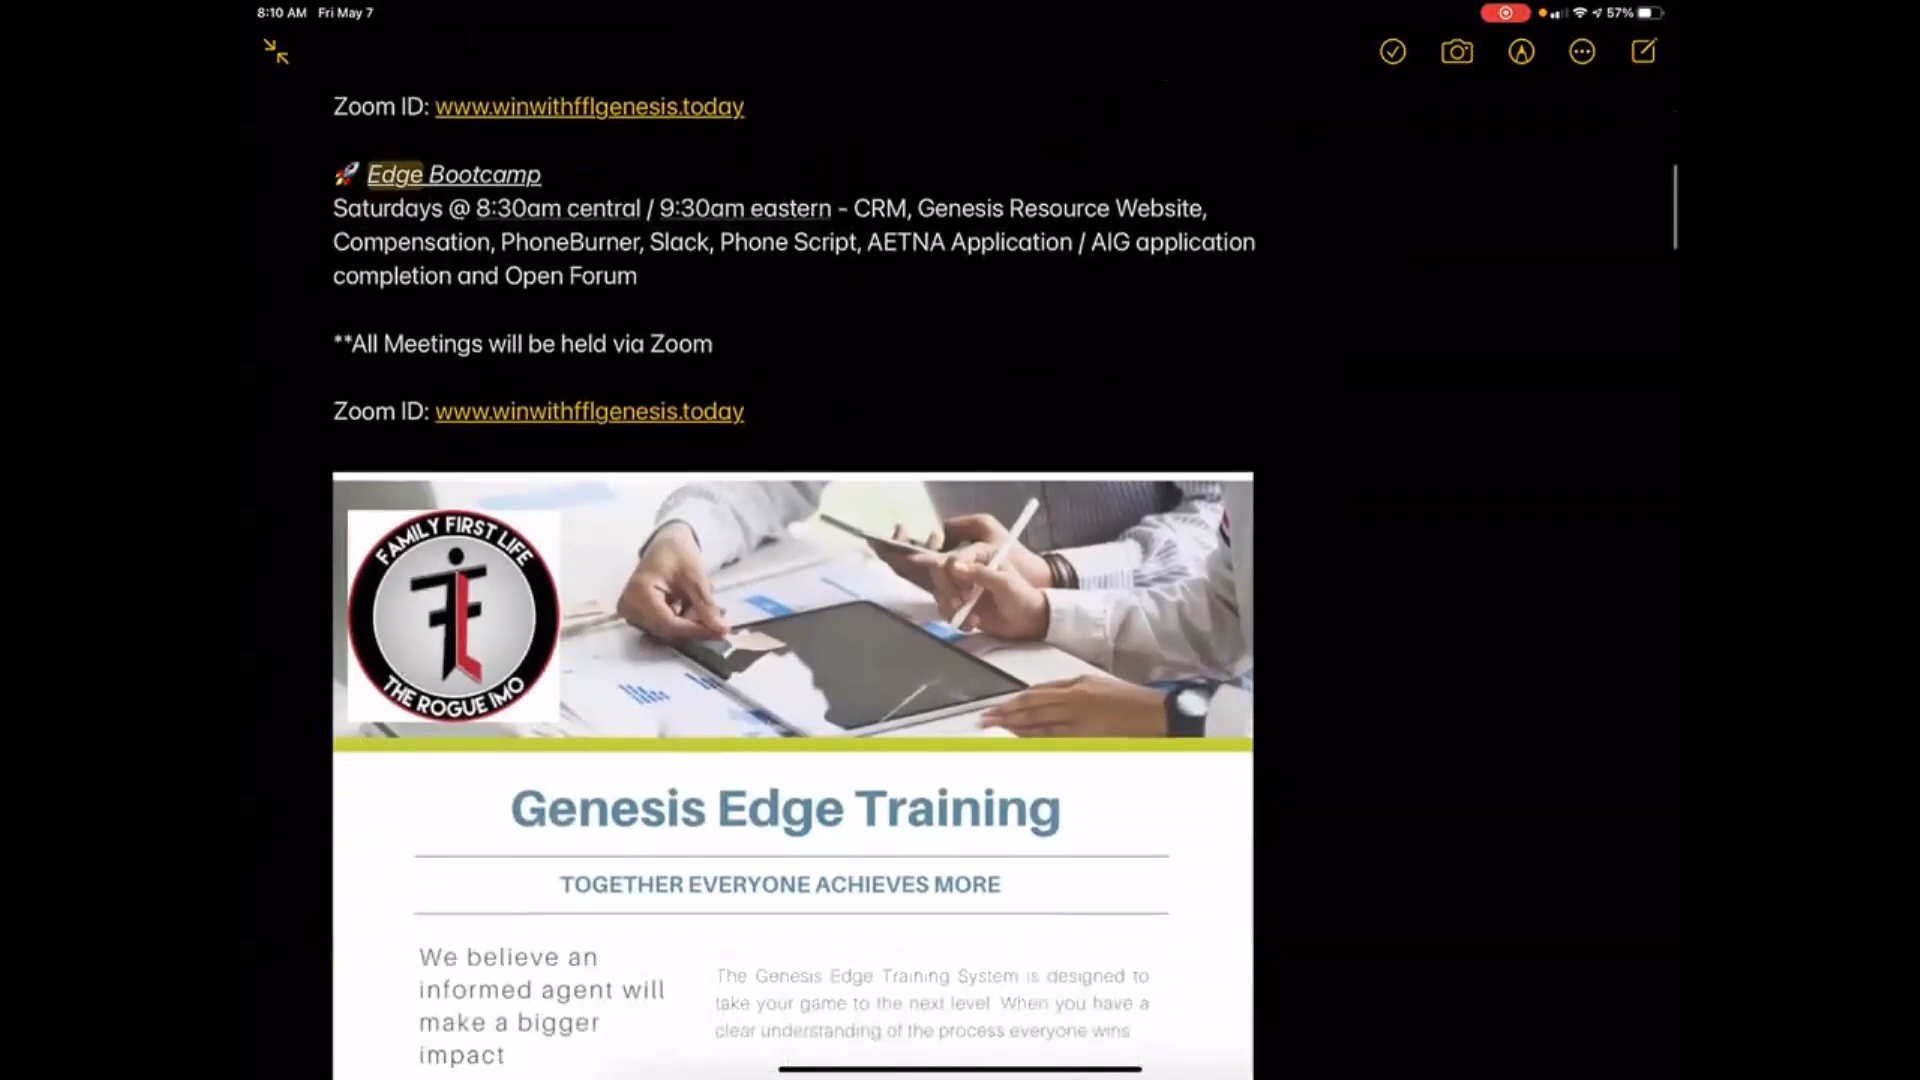 8:10 AM Fri May 7
57%
Zoom ID: www.winwithfflgenesis.today
🚀 Edge Bootcamp
Saturdays @ 8:30am central / 9:30am eastern - CRM, Genesis Resource Website,
Compensation, PhoneBurner, Slack, Phone Script, AETNA Application / AIG application
completion and Open Forum
**All Meetings will be held via Zoom
Zoom ID: www.winwithfflgenesis.today
FAMILY FIRST LIFE
THE ROGUE IMO
Genesis Edge Training
TOGETHER EVERYONE ACHIEVES MORE
We believe an
informed agent will
make a bigger
impact
The Genesis Edge Training System is designed to
take your game to the next level When you have a
clear understanding of the process everyone wins